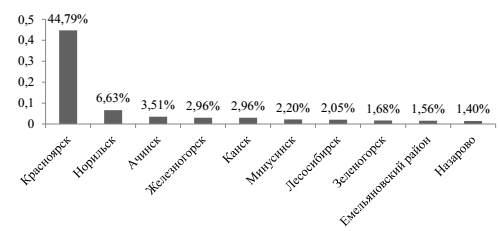 0,5
0,4
0,3
0,2
0,1
0
44,79%
6,63%
3,51%
2,96%
2,96%
2,20%
2,05%
1,68%
1,56%
1,40%
Красноярск
Норильск
Ачинск
Железногорск
Канск
Минусинск
Лесосибирск
Зеленогорск
Емельяновский район
Назарово